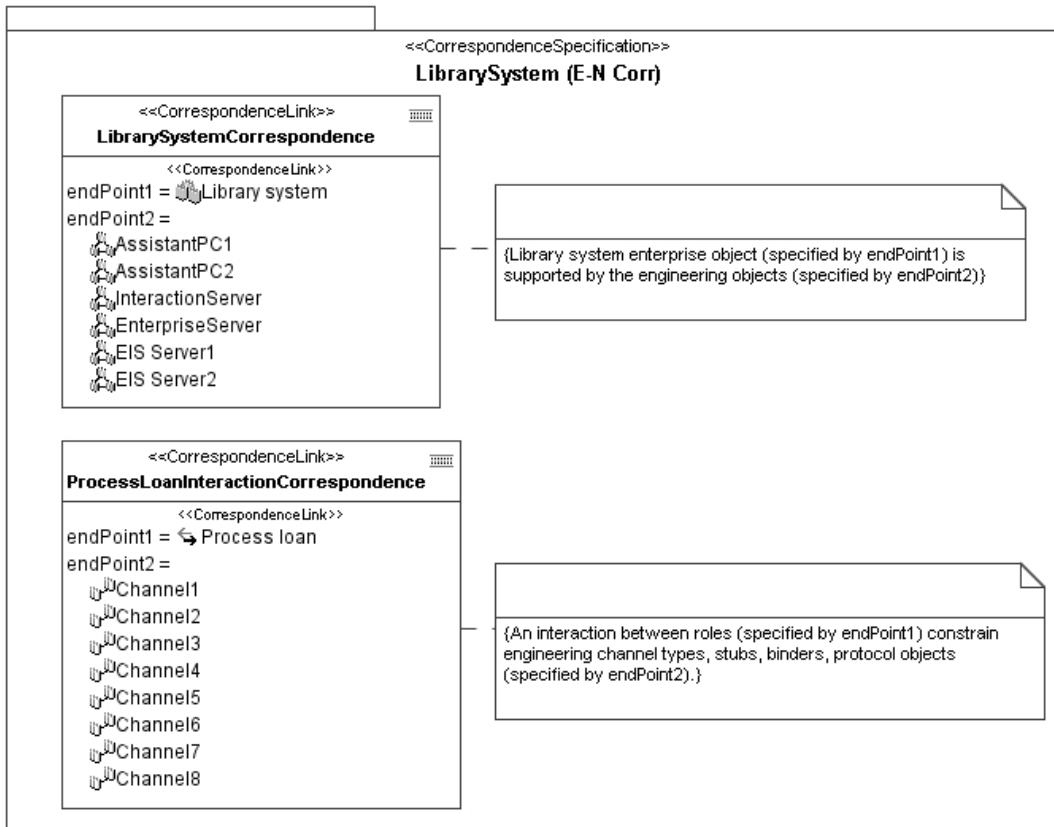 <<CorrespondenceSpecification>>
LibrarySystem (E-N Corr)
<<CorrespondenceLink>>
LibrarySystemCorrespondence
<<CorrespondenceLink>>
endPoint1 = Library system
endPoint2 =
AssistantPC1
AssistantPC2
InteractionServer
EnterpriseServer
EIS Server1
EIS Server2
{Library system enterprise object (specified by endPoint1) is
supported by the engineering objects (specified by endPoint2)}
<<CorrespondenceLink>>
ProcessLoanInteractionCorrespondence
<<CorrespondenceLink>>
endPoint1 = Process loan
endPoint2 =
Channel1
Channel2
Channel3
Channel4
Channel5
Channel6
Channel7
Channel8
{An interaction between roles (specified by endPoint1) constrain
engineering channel types, stubs, binders, protocol objects
(specified by endPoint2).}